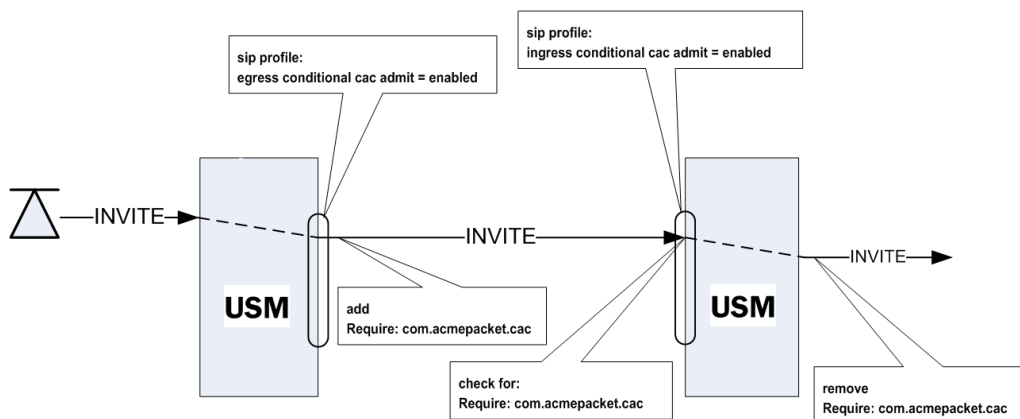 sip profile:
egress conditional cac admit = enabled
sip profile:
ingress conditional cac admit = enabled
INVITE
INVITE
INVITE
USM
USM
add
Require: com.acmepacket.cac
check for:
Require: com.acmepacket.cac
remove
Require: com.acmepacket.cac